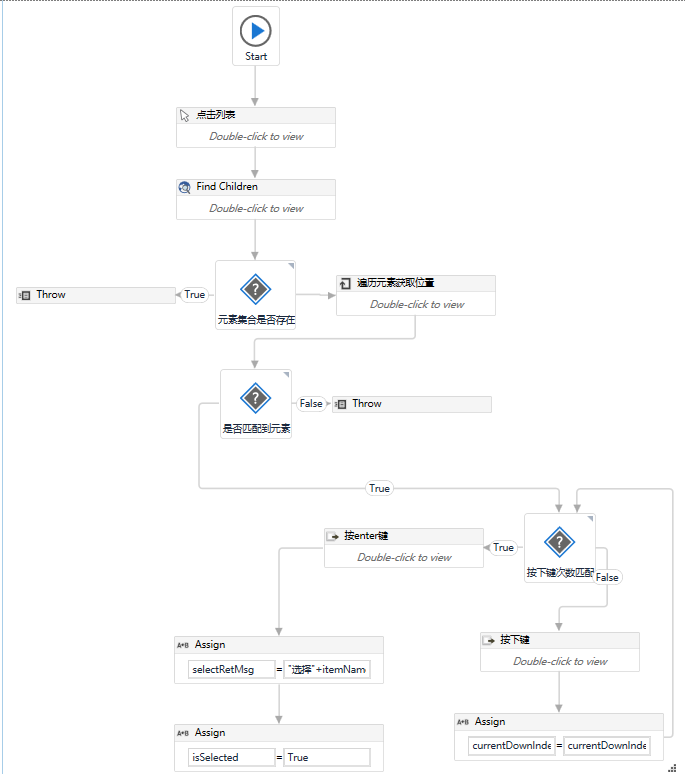 Start
点击列表
Double-click to view
Find Children
Double-click to view
Throw
True
元素集合是否存在
遍历元素获取位置
Double-click to view
是否匹配到元素
False
Throw
True
按enter键
Double-click to view
True
按下键次数匹配
False
按下键
Double-click to view
Assign
selectRetMsg = "选择"+itemNam
Assign
currentDownInde = currentDownInde
Assign
isSelected = True